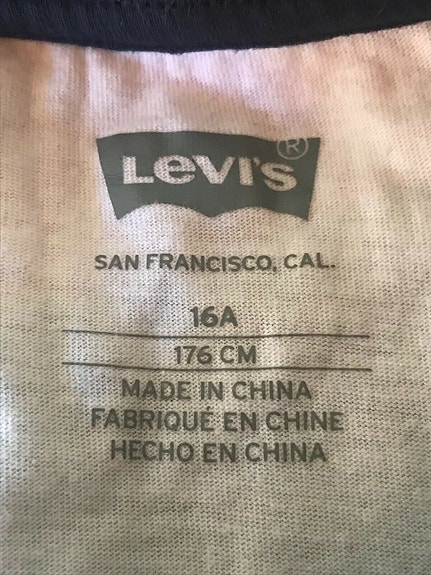 LEVI'S®
SAN FRANCISCO, CAL.
16A
176 CM
MADE IN CHINA
FABRIQUÉ EN CHINE
HECHO EN CHINA